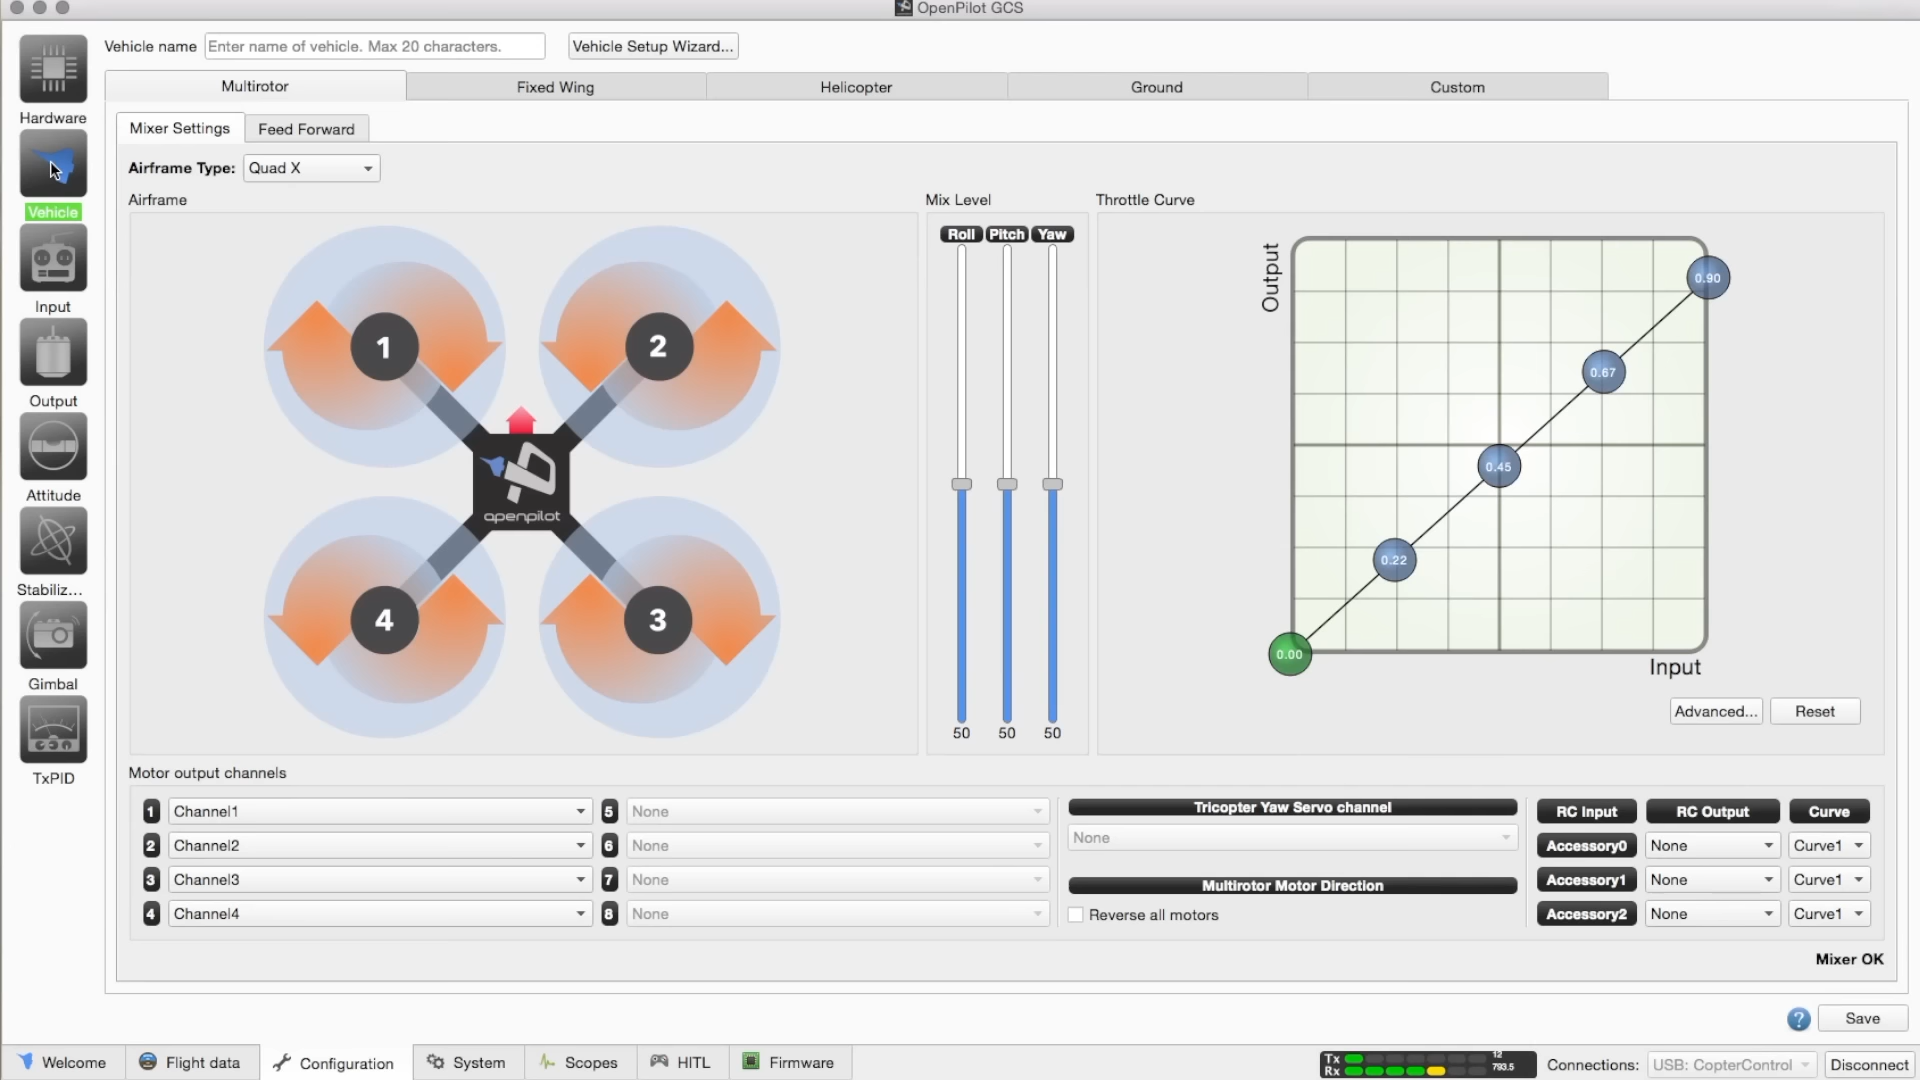 OpenPilot GCS
Vehicle name Enter name of vehicle. Max 20 characters. Vehicle Setup Wizard...
Multirotor Fixed Wing Helicopter Ground Custom
Mixer Settings Feed Forward
Airframe Type: Quad X
Airframe Mix Level Throttle Curve
Hardware
Vehicle
Input
Output
Attitude
Stabiliz...
Gimbal
TxPID
1 2
openpilot
4 3
Roll Pitch Yaw
50 50 50
Output
0.90
0.67
0.45
0.22
0.00
Input
Advanced... Reset
Motor output channels
1 Channel1 5 None
2 Channel2 6 None
3 Channel3 7 None
4 Channel4 8 None
Tricopter Yaw Servo channel
None
Multirotor Motor Direction
Reverse all motors
RC Input RC Output Curve
Accessory0 None Curve1
Accessory1 None Curve1
Accessory2 None Curve1
Mixer OK
? Save
Welcome Flight data Configuration System Scopes HITL Firmware
Tx 12
Rx 793.5
Connections: USB: CopterControl Disconnect